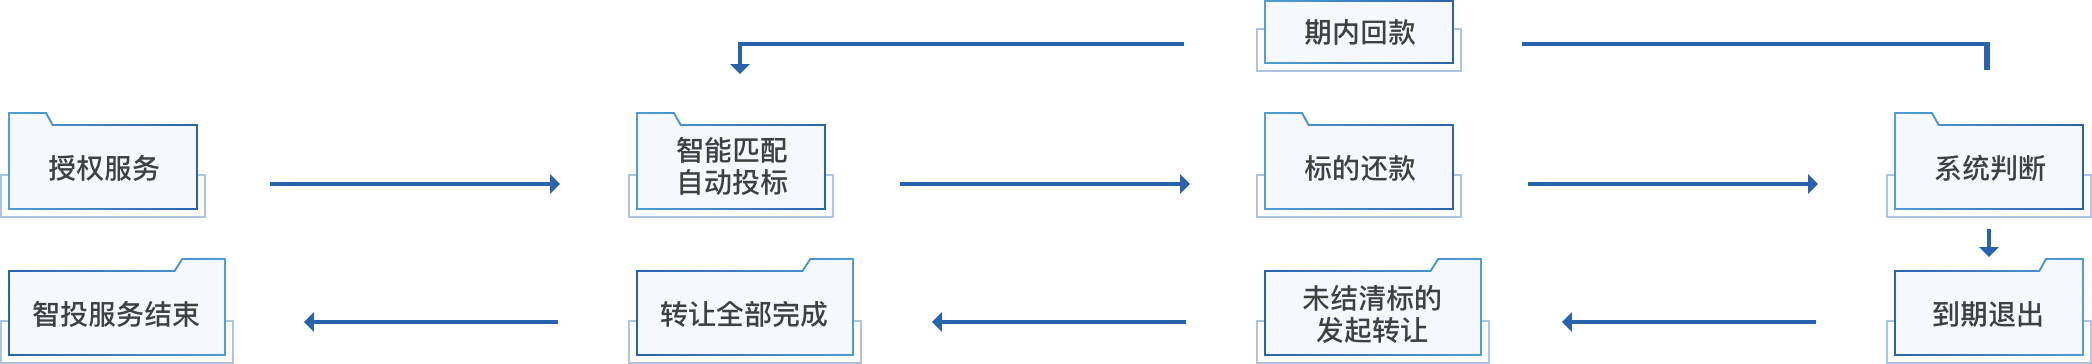 期内回款
授权服务
智能匹配
自动投标
标的还款
系统判断
智投服务结束
转让全部完成
未结清标的
发起转让
到期退出